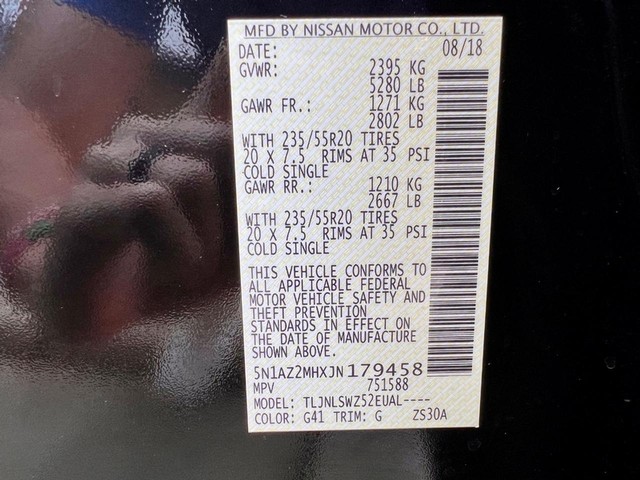 MFD BY NISSAN MOTOR CO., LTD.
DATE: 08/18
GVWR: 2395 KG
5280 LB
GAWR FR.: 1271 KG
2802 LB
WITH 235/55R20 TIRES
20 X 7.5 RIMS AT 35 PSI
COLD SINGLE
GAWR RR.: 1210 KG
2667 LB
WITH 235/55R20 TIRES
20 X 7.5 RIMS AT 35 PSI
COLD SINGLE
THIS VEHICLE CONFORMS TO
ALL APPLICABLE FEDERAL
MOTOR VEHICLE SAFETY AND
THEFT PREVENTION
STANDARDS IN EFFECT ON
THE DATE OF MANUFACTURE
SHOWN ABOVE.
5N1AZ2MHXJN179458
MPV 751588
MODEL: TLJNLSWZ52EUAL----
COLOR: G41 TRIM: G ZS30A